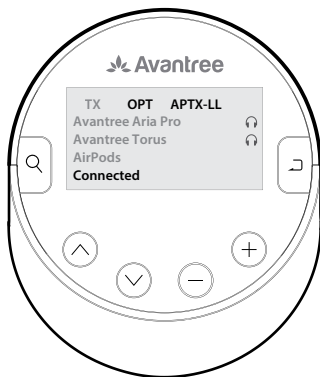 Avantree
TX OPT APTX-LL
Avantree Aria Pro
Avantree Torus
AirPods
Connected